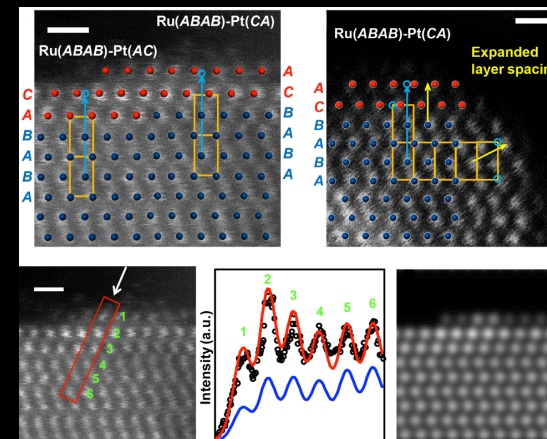 Ru(ABAB)-Pt(CA)
Ru(ABAB)-Pt(AC)
A
C
C
A
B
B
A
A
B
B
A
A
Ru(ABAB)-Pt(CA)
Expanded
layer spacin
A
C
B
A
B
A
1
2
3
4
5
6
Intensity (a.u.)
1
2
3
4
5
6